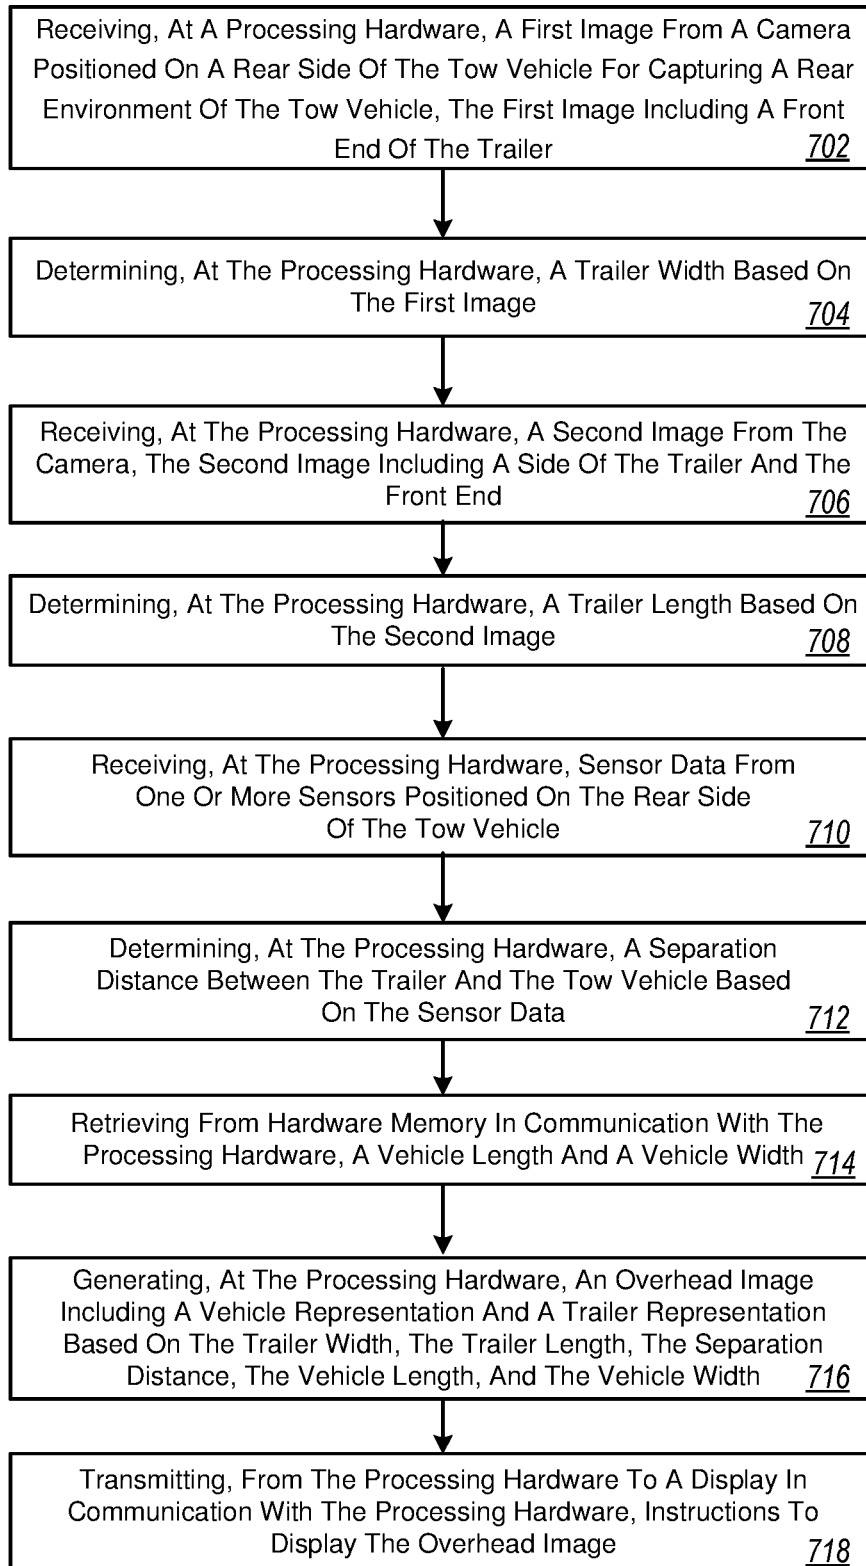 Receiving, At A Processing Hardware, A First Image From A Camera
Positioned On A Rear Side Of The Tow Vehicle For Capturing A Rear
Environment Of The Tow Vehicle, The First Image Including A Front
End Of The Trailer 702
Determining, At The Processing Hardware, A Trailer Width Based On
The First Image 704
Receiving, At The Processing Hardware, A Second Image From The
Camera, The Second Image Including A Side Of The Trailer And The
Front End 706
Determining, At The Processing Hardware, A Trailer Length Based On
The Second Image 708
Receiving, At The Processing Hardware, Sensor Data From
One Or More Sensors Positioned On The Rear Side
Of The Tow Vehicle 710
Determining, At The Processing Hardware, A Separation
Distance Between The Trailer And The Tow Vehicle Based
On The Sensor Data 712
Retrieving From Hardware Memory In Communication With The
Processing Hardware, A Vehicle Length And A Vehicle Width 714
Generating, At The Processing Hardware, An Overhead Image
Including A Vehicle Representation And A Trailer Representation
Based On The Trailer Width, The Trailer Length, The Separation
Distance, The Vehicle Length, And The Vehicle Width 716
Transmitting, From The Processing Hardware To A Display In
Communication With The Processing Hardware, Instructions To
Display The Overhead Image 718